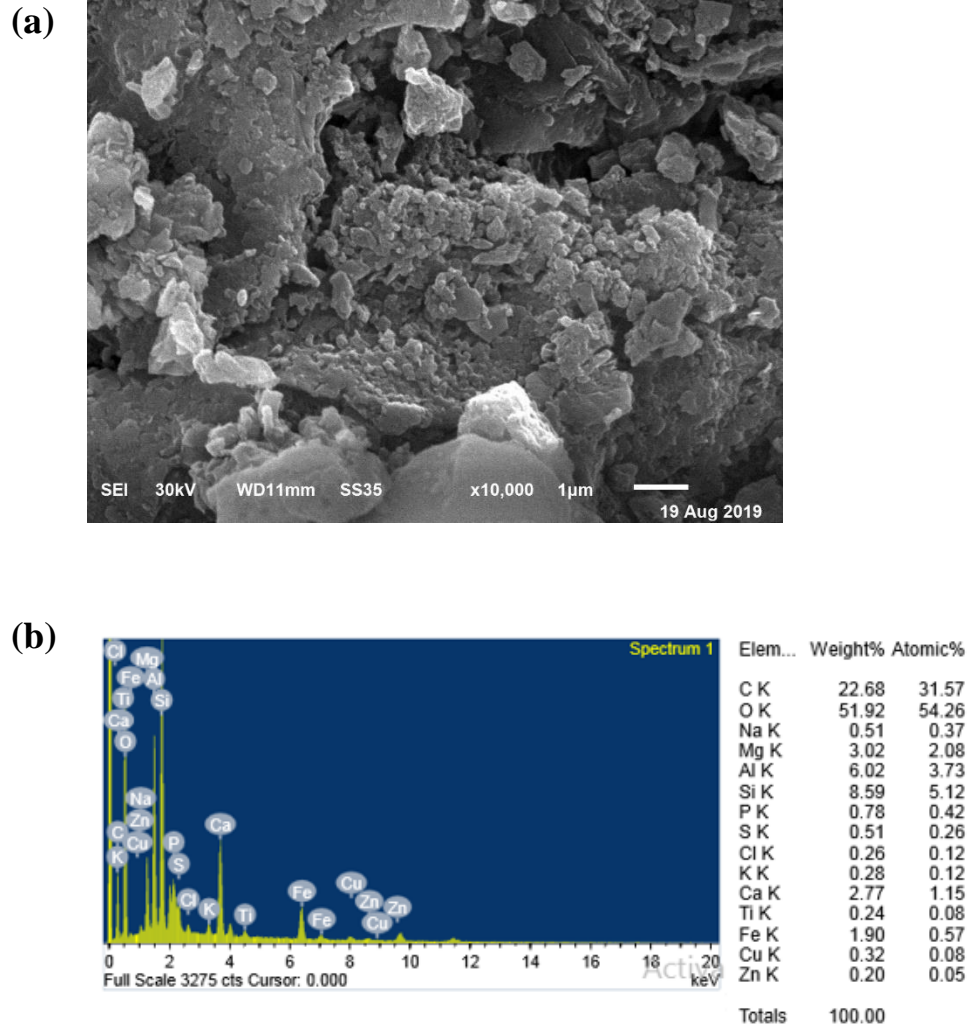 (a)
SEI 30kV WD11mm SS35 x10,000 1µm
19 Aug 2019
(b)
Spectrum 1
Cl
Mg
Fe
Al
Ti
Si
Ca
O
Na
Zn
C
Cu
K
P
S
Cl
K
Ca
Ti
Fe
Fe
Cu
Zn
Cu
Zn
0 2 4 6 8 10 12 14 16 18 20
Full Scale 3275 cts Cursor: 0.000 keV
Activa
Elem... Weight% Atomic%
C K 22.68 31.57
O K 51.92 54.26
Na K 0.51 0.37
Mg K 3.02 2.08
Al K 6.02 3.73
Si K 8.59 5.12
P K 0.78 0.42
S K 0.51 0.26
Cl K 0.26 0.12
K K 0.28 0.12
Ca K 2.77 1.15
Ti K 0.24 0.08
Fe K 1.90 0.57
Cu K 0.32 0.08
Zn K 0.20 0.05
Totals 100.00